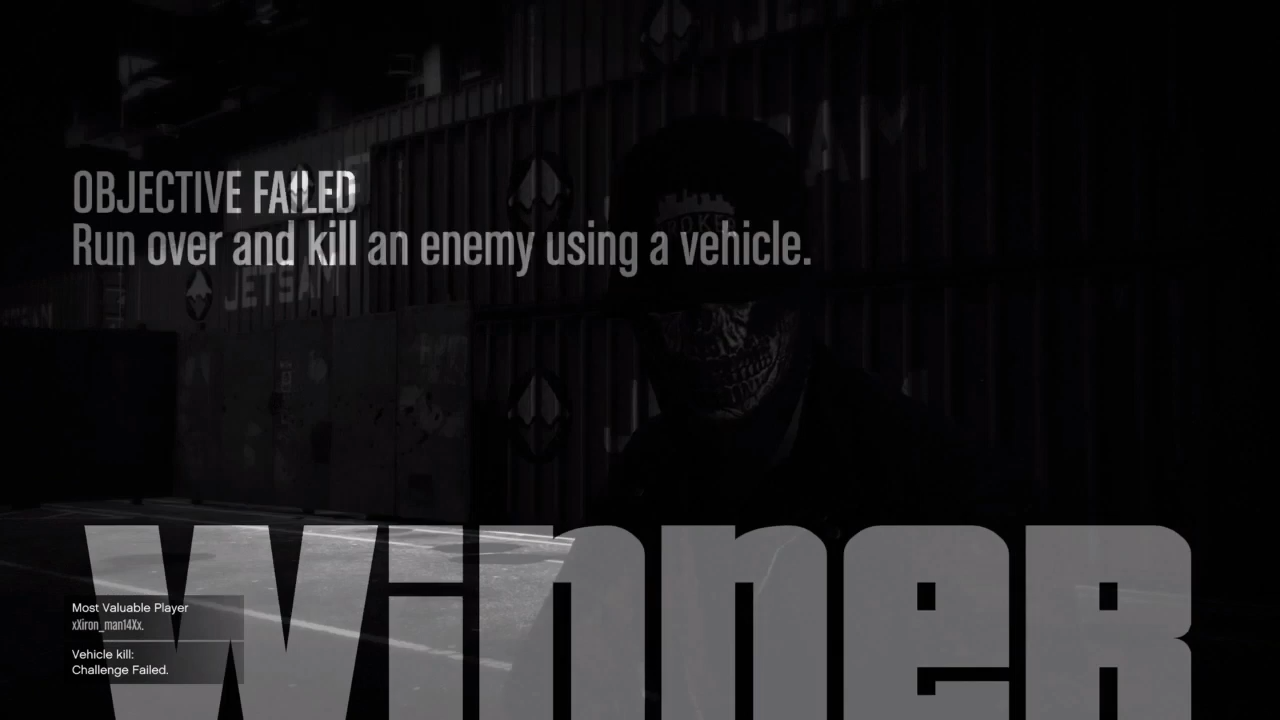 OBJECTIVE FAILED
Run over and kill an enemy using a vehicle.
JETSAM
WINNER
Most Valuable Player
xXiron_man14Xx.
Vehicle kill:
Challenge Failed.